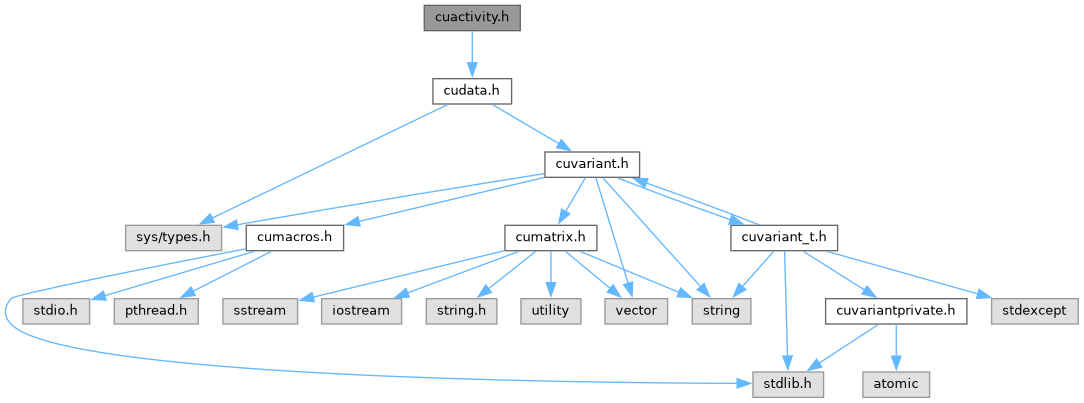 cuactivity.h
cudata.h
cuvariant.h
sys/types.h
cumacros.h
cumatrix.h
cuvariant_t.h
stdio.h
pthread.h
sstream
iostream
string.h
utility
vector
string
cuvariantprivate.h
stdexcept
stdlib.h
atomic